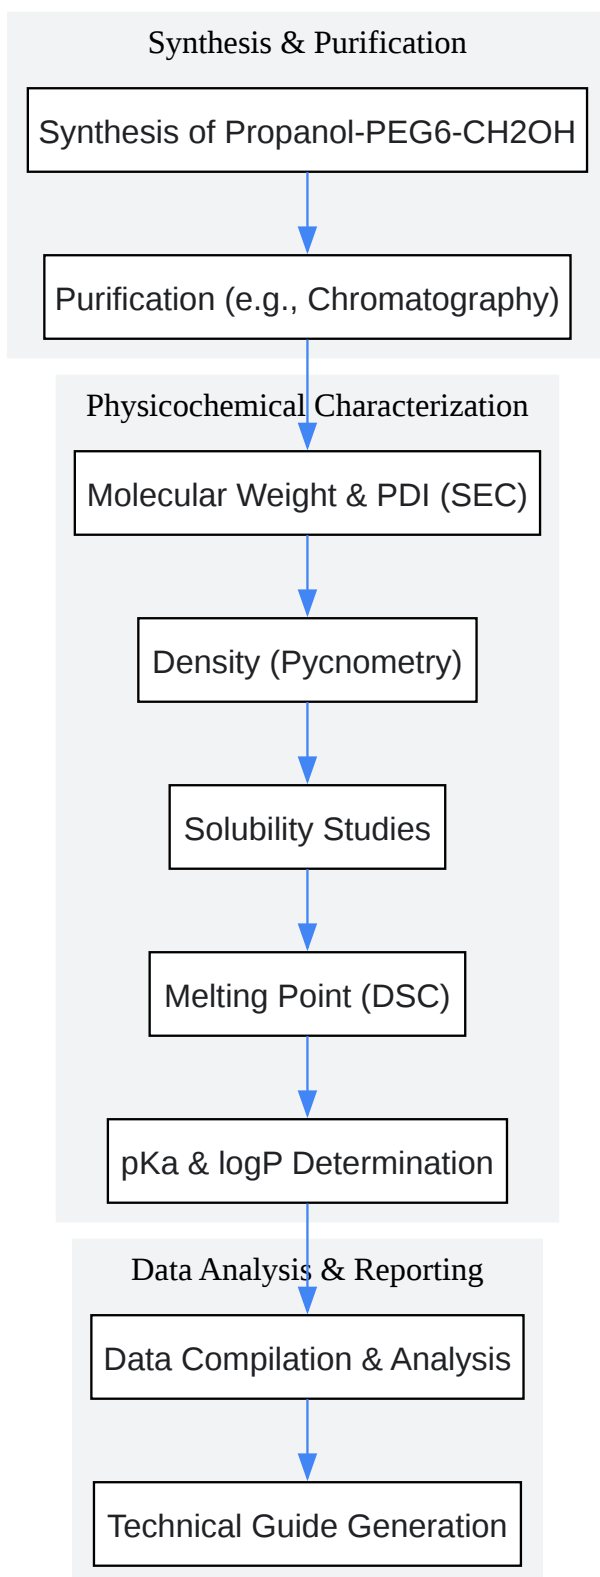 Synthesis & Purification
Synthesis of Propanol-PEG6-CH2OH
Purification (e.g., Chromatography)
Physicochemical Characterization
Molecular Weight & PDI (SEC)
Density (Pycnometry)
Solubility Studies
Melting Point (DSC)
pKa & logP Determination
Data Analysis & Reporting
Data Compilation & Analysis
Technical Guide Generation